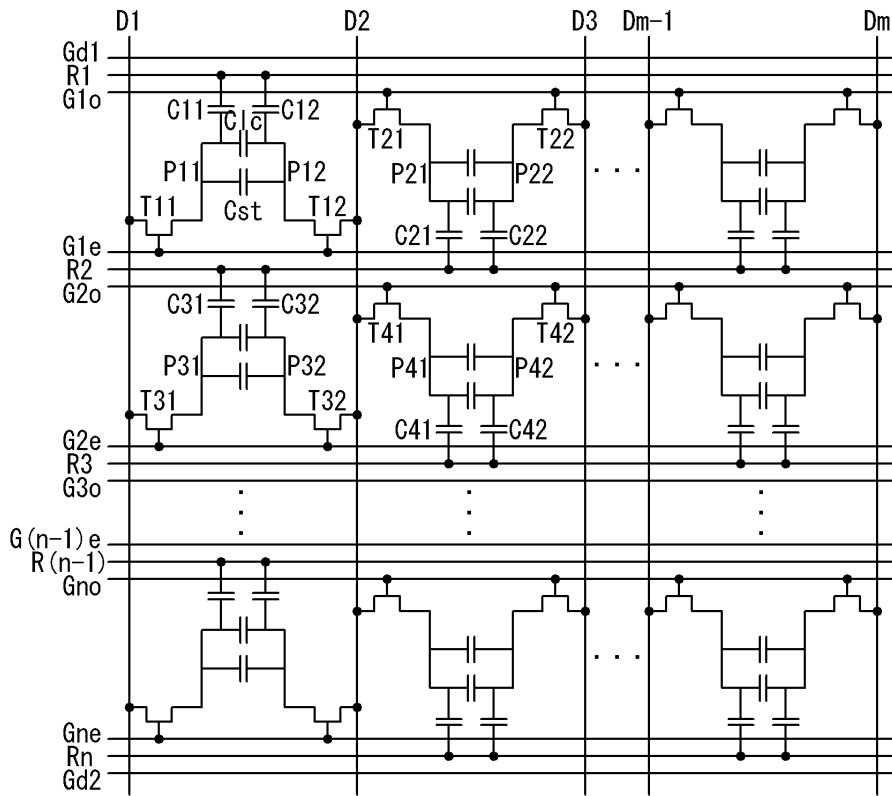 D1 D2 D3 Dm-1 Dm
Gd1
R1
G1o
C11 Clc C12
T21 T22
P11 P12 P21 P22
T11 Cst T12
C21 C22
G1e
R2
G2o
C31 C32
T41 T42
P31 P32 P41 P42
T31 T32
C41 C42
G2e
R3
G3o
G(n-1)e
R(n-1)
Gno
Gne
Rn
Gd2